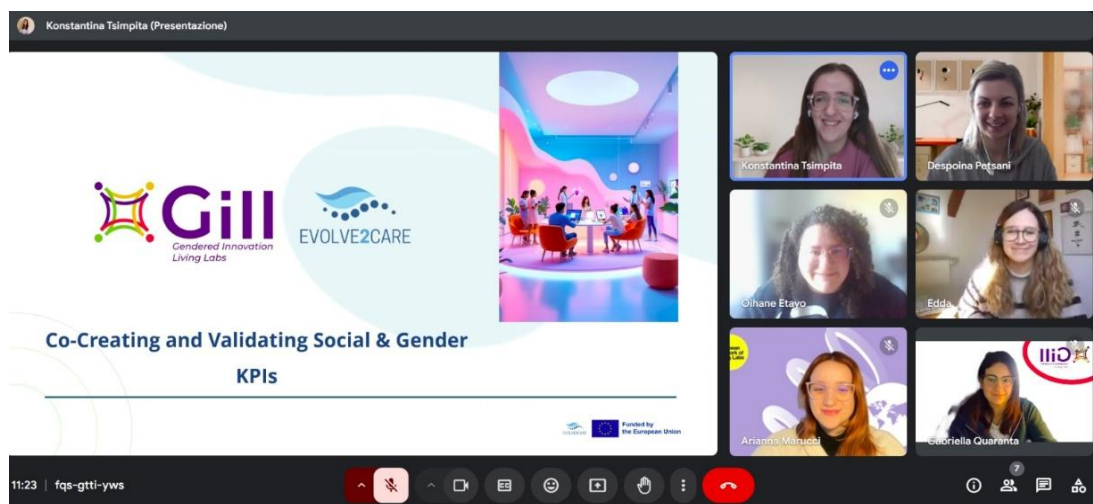 Konstantina Tsimpita (Presentazione)
Gill
Gendered Innovation
Living Labs
EVOLVE2CARE
Co-Creating and Validating Social & Gender
KPIs
EVOLVE2CARE
Funded by
the European Union
Konstantina Tsimpita
Despoina Petsani
Oihane Etayo
Edda
Arianna Marucci
Gill
Gabriella Quaranta
11:23 | fqs-gtti-yws
7